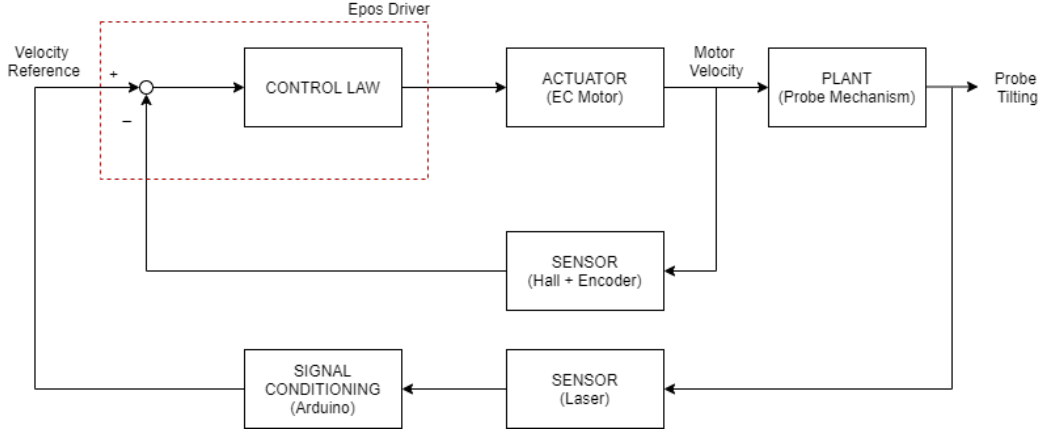 Epos Driver
Velocity
Reference
+
−
CONTROL LAW
ACTUATOR
(EC Motor)
Motor
Velocity
PLANT
(Probe Mechanism)
Probe
Tilting
SENSOR
(Hall + Encoder)
SIGNAL
CONDITIONING
(Arduino)
SENSOR
(Laser)